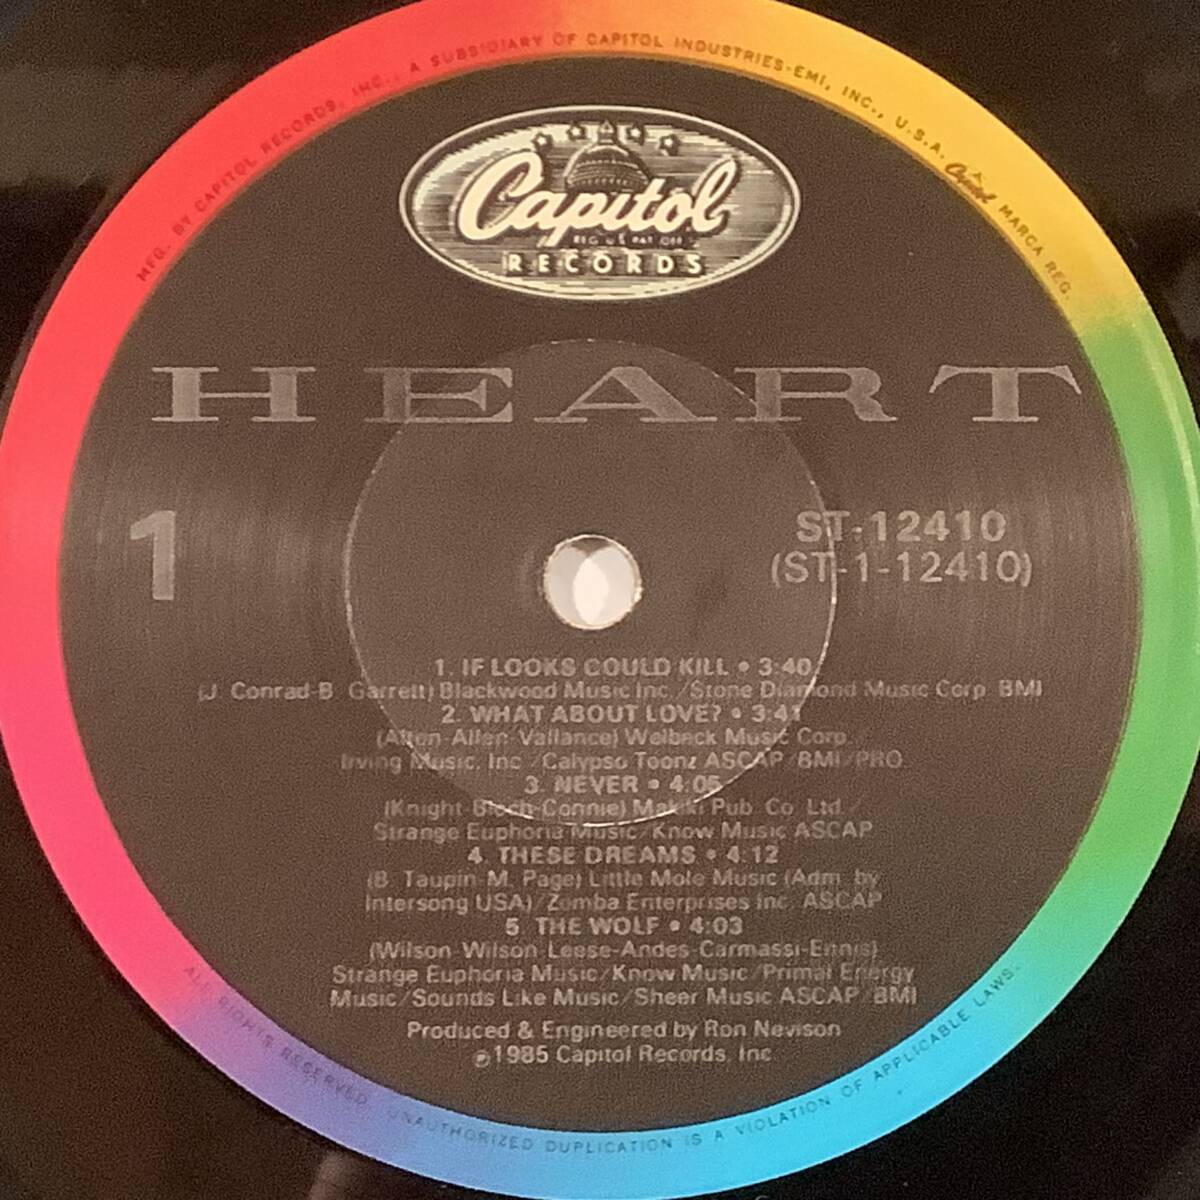 MFG. BY CAPITOL RECORDS, INC., A SUBSIDIARY OF CAPITOL INDUSTRIES-EMI, INC., U.S.A. Capitol MARCA REG.
Capitol
REG. U.S. PAT. OFF.
RECORDS
HEART
1
ST-12410
(ST-1-12410)
1. IF LOOKS COULD KILL • 3:40
(J. Conrad-B. Garrett) Blackwood Music Inc./Stone Diamond Music Corp. BMI
2. WHAT ABOUT LOVE? • 3:41
(Alton-Allen-Vallance) Welbeck Music Corp./
Irving Music, Inc./Calypso Toonz ASCAP/BMI/PRO
3. NEVER • 4:05
(Knight-Bloch-Connie) Makiki Pub. Co. Ltd./
Strange Euphoria Music/Know Music ASCAP
4. THESE DREAMS • 4:12
(B. Taupin-M. Page) Little Mole Music (Adm. by
Intersong USA)/Zomba Enterprises Inc. ASCAP
5. THE WOLF • 4:03
(Wilson-Wilson-Leese-Andes-Carmassi-Ennis)
Strange Euphoria Music/Know Music/Primal Energy
Music/Sounds Like Music/Sheer Music ASCAP/BMI
Produced & Engineered by Ron Nevison
℗1985 Capitol Records, Inc.
ALL RIGHTS RESERVED. UNAUTHORIZED DUPLICATION IS A VIOLATION OF APPLICABLE LAWS.